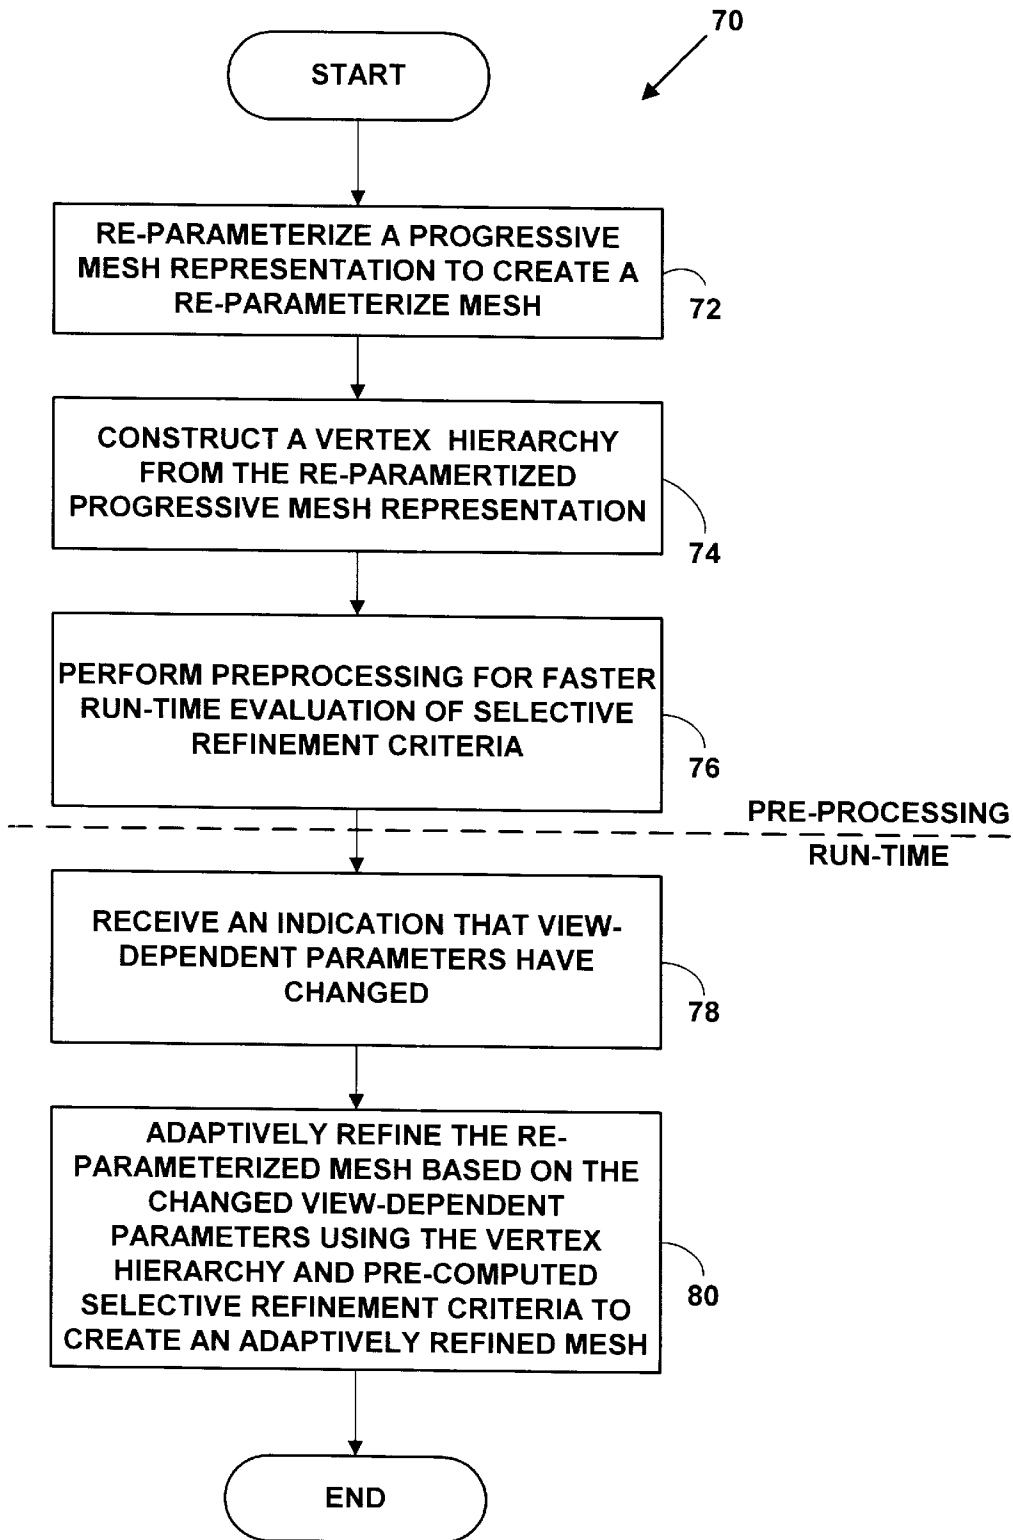 70
START
RE-PARAMETERIZE A PROGRESSIVE
MESH REPRESENTATION TO CREATE A
RE-PARAMETERIZE MESH
72
CONSTRUCT A VERTEX HIERARCHY
FROM THE RE-PARAMERTIZED
PROGRESSIVE MESH REPRESENTATION
74
PERFORM PREPROCESSING FOR FASTER
RUN-TIME EVALUATION OF SELECTIVE
REFINEMENT CRITERIA
76
PRE-PROCESSING
RUN-TIME
RECEIVE AN INDICATION THAT VIEW-
DEPENDENT PARAMETERS HAVE
CHANGED
78
ADAPTIVELY REFINE THE RE-
PARAMETERIZED MESH BASED ON THE
CHANGED VIEW-DEPENDENT
PARAMETERS USING THE VERTEX
HIERARCHY AND PRE-COMPUTED
SELECTIVE REFINEMENT CRITERIA TO
CREATE AN ADAPTIVELY REFINED MESH
80
END